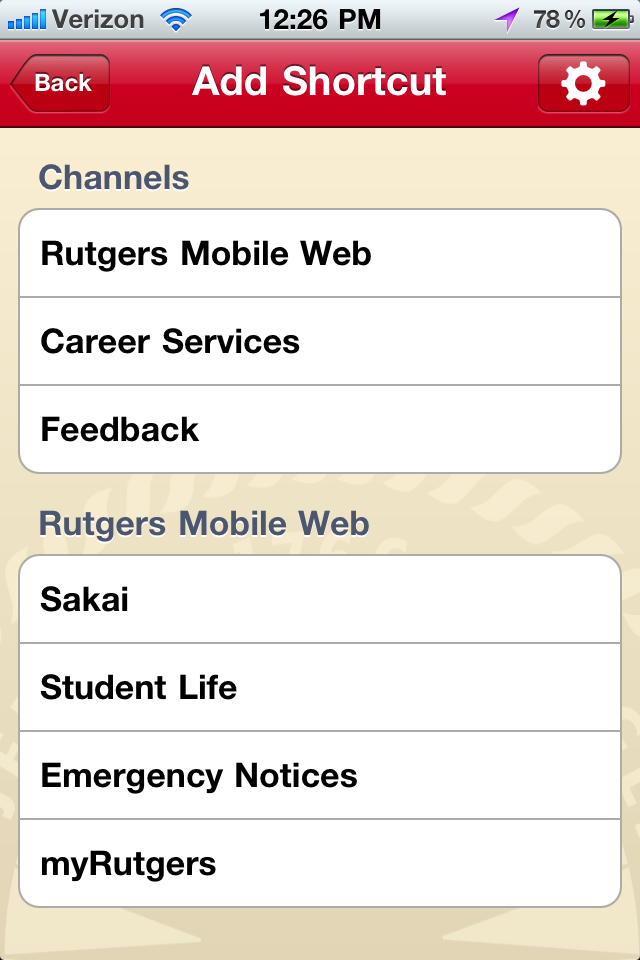 Verizon 12:26 PM 78%
Back Add Shortcut
Channels
Rutgers Mobile Web
Career Services
Feedback
Rutgers Mobile Web
Sakai
Student Life
Emergency Notices
myRutgers